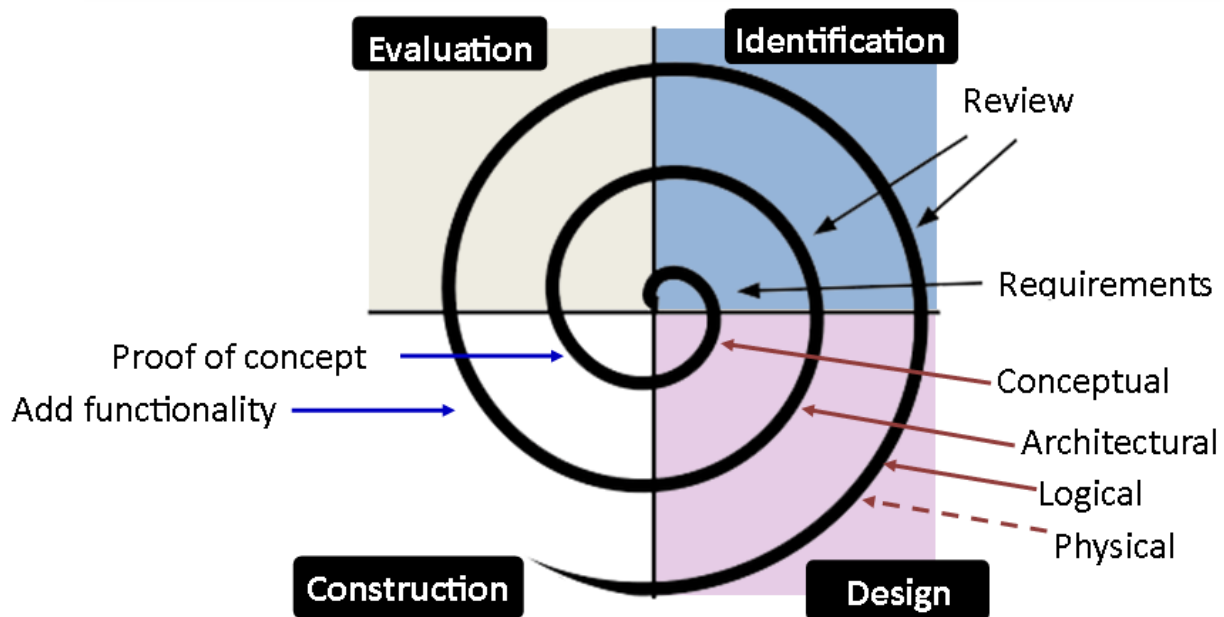 Evaluation
Identification
Review
Requirements
Proof of concept
Conceptual
Add functionality
Architectural
Logical
Physical
Construction
Design